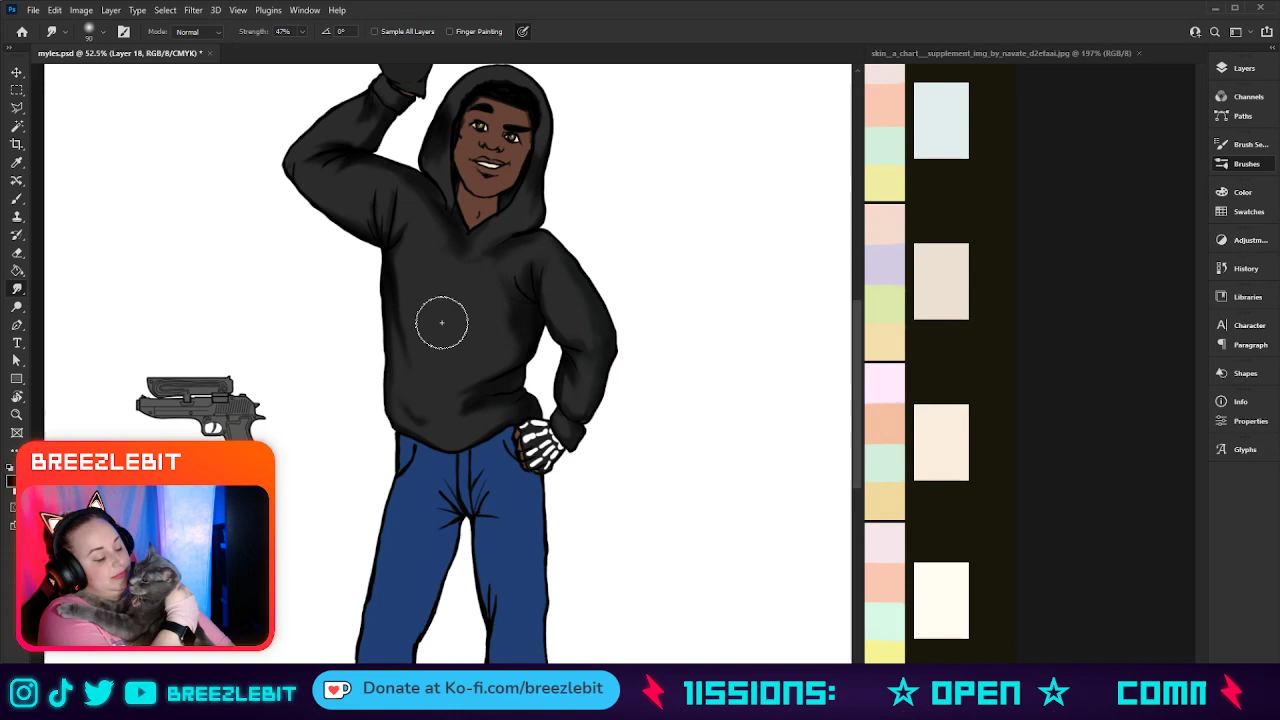 Ps File Edit Image Layer Type Select Filter 3D View Plugins Window Help
90 Mode: Normal Strength: 47% 0° Sample All Layers Finger Painting
myles.psd @ 52.5% (Layer 18, RGB/8/CMYK) * × skin__a_chart__supplement_img_by_navate_d2efaai.jpg @ 197% (RGB/8) ×
Layers
Channels
Paths
Brush Se...
Brushes
Color
Swatches
Adjustm...
History
Libraries
Character
Paragraph
Shapes
Info
Properties
Glyphs
BREEZLEBIT
BREEZLEBIT Donate at Ko-fi.com/breezlebit OPEN